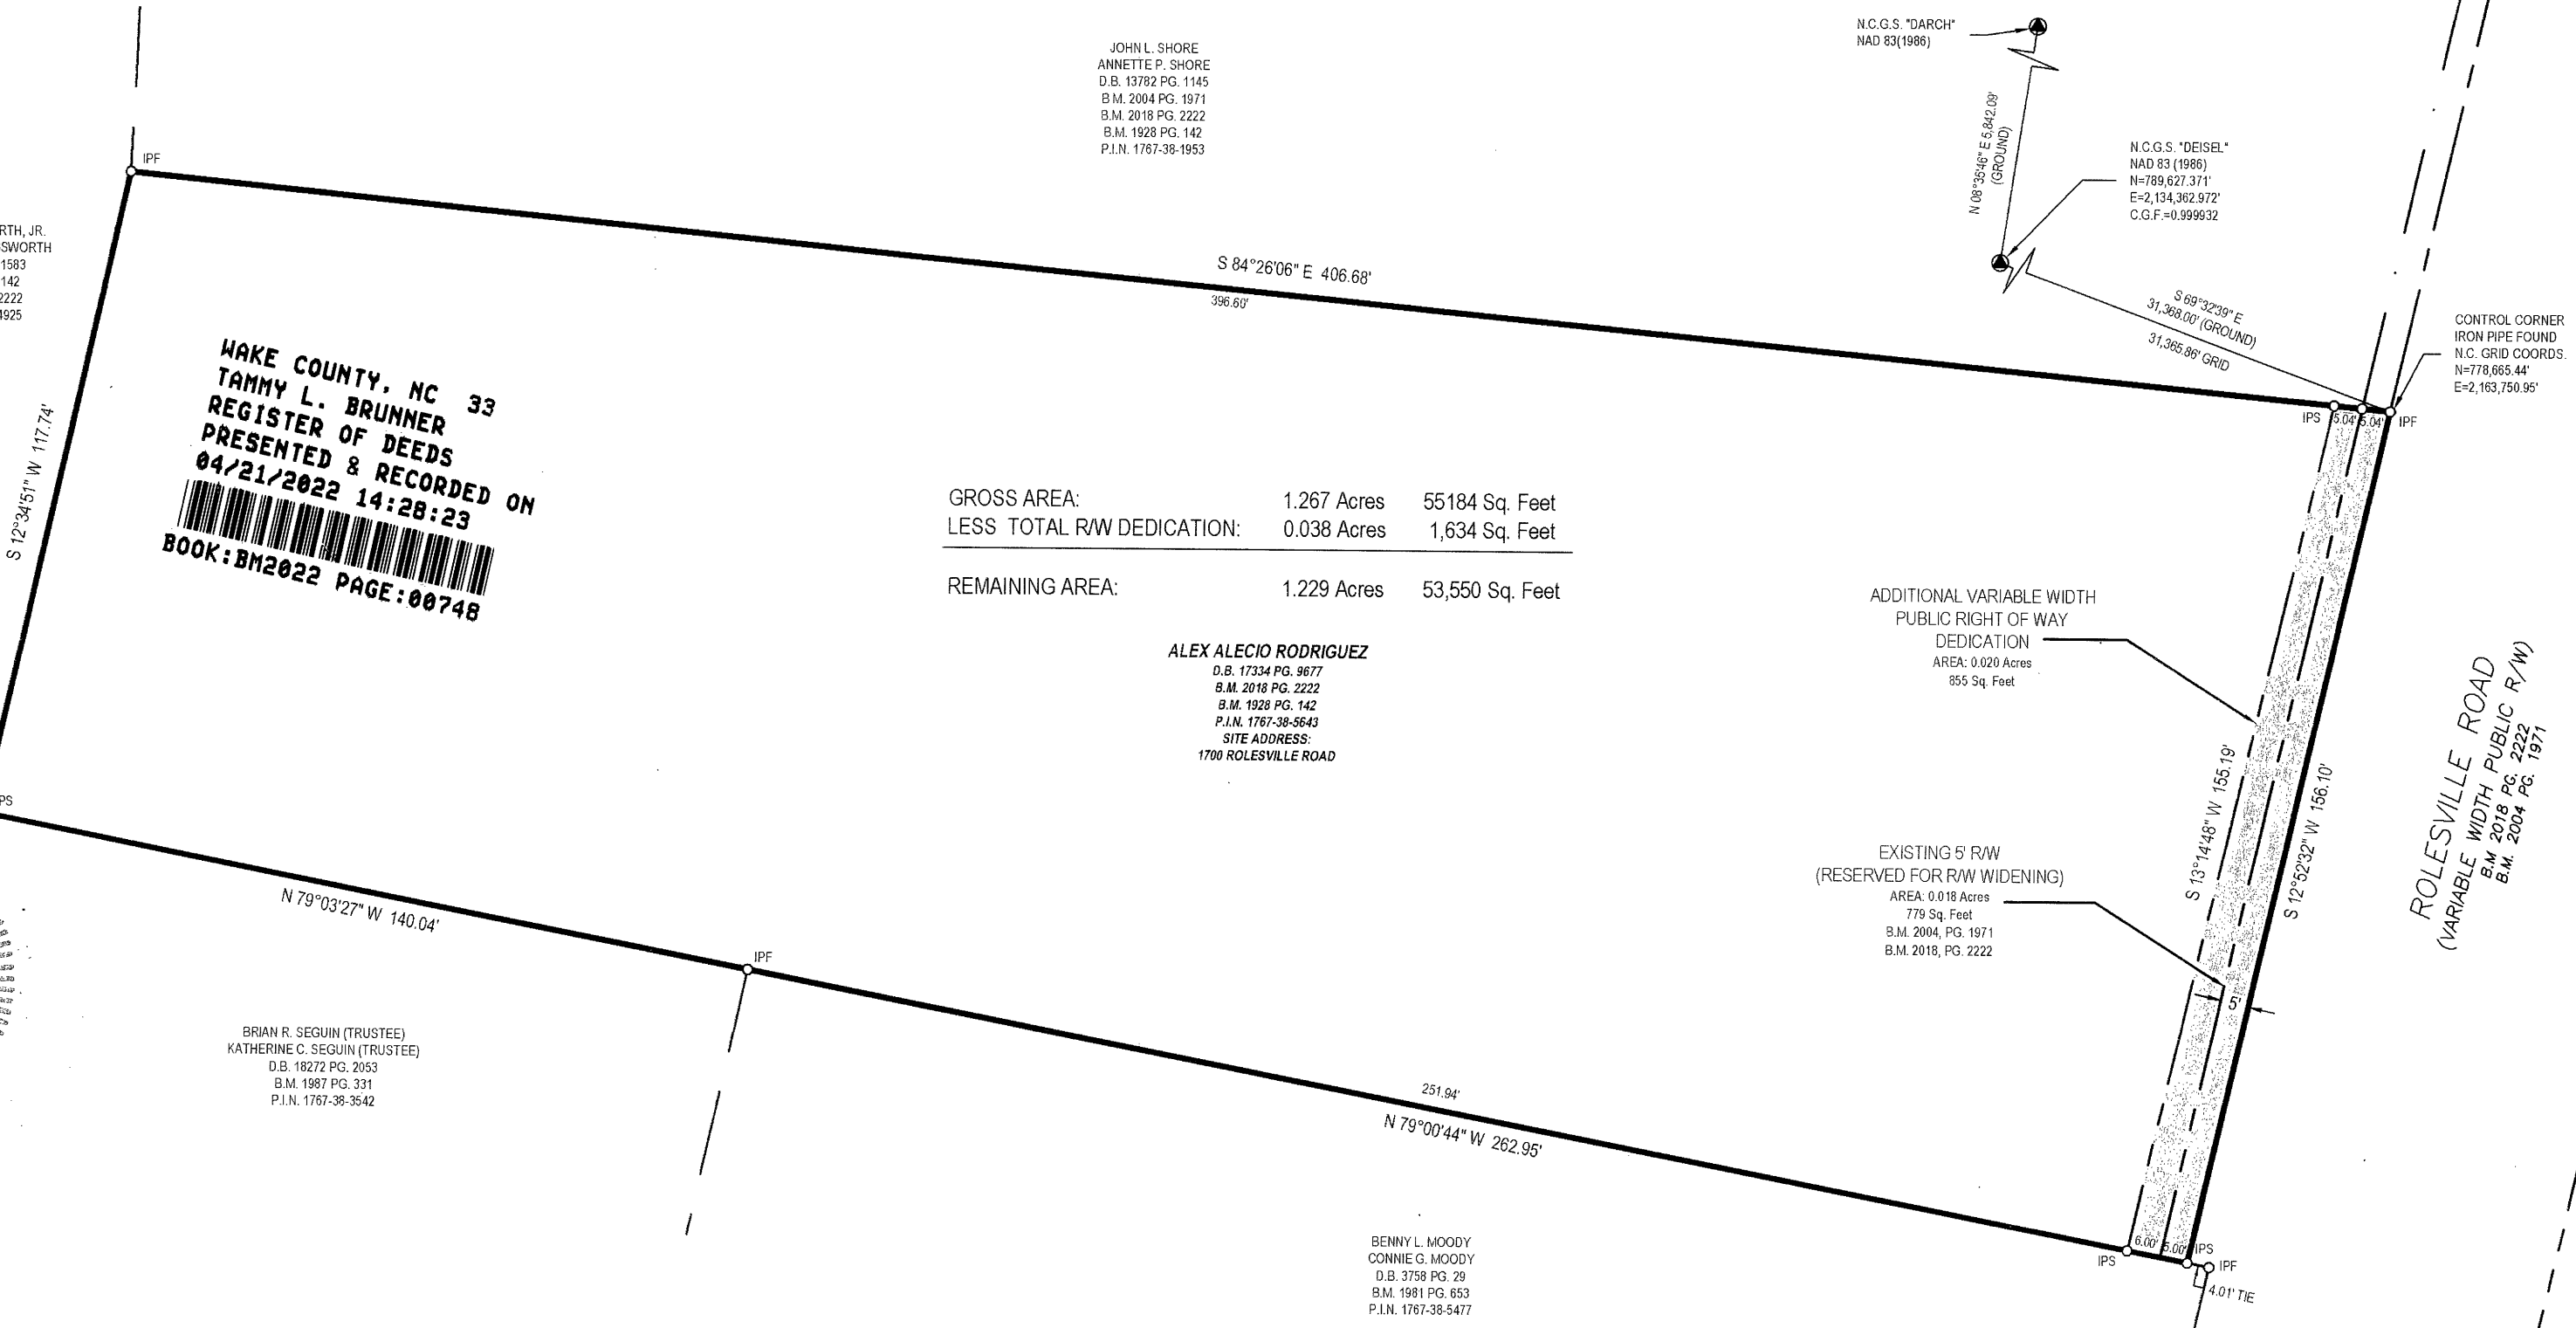 JOHN L. SHORE
ANNETTE P. SHORE
D.B. 13782 PG. 1145
B M. 2004 PG. 1971
B.M. 2018 PG. 2222
B.M. 1928 PG. 142
P.I.N. 1767-38-1953
N.C.G.S. "DARCH"
NAD 83(1986)
N 08°35'46" E 5,842.09'
(GROUND)
N.C.G.S. "DEISEL"
NAD 83 (1986)
N=789,627.371'
E=2,134,362.972'
C.G.F.=0.999932
S 69°32'39" E
31,368.00' (GROUND)
31,365.86' GRID
CONTROL CORNER
IRON PIPE FOUND
N.C. GRID COORDS.
N=778,665.44'
E=2,163,750.95'
IPF
RTH, JR.
SWORTH
1583
142
2222
4925
S 84°26'06" E 406.68'
396.60'
IPS 5.04' 5.04' IPF
S 12°34'51" W 117.74'
WAKE COUNTY, NC 33
TAMMY L. BRUNNER
REGISTER OF DEEDS
PRESENTED & RECORDED ON
04/21/2022 14:28:23
BOOK:BM2022 PAGE:00748
GROSS AREA: 1.267 Acres 55184 Sq. Feet
LESS TOTAL R/W DEDICATION: 0.038 Acres 1,634 Sq. Feet
REMAINING AREA: 1.229 Acres 53,550 Sq. Feet
ALEX ALECIO RODRIGUEZ
D.B. 17334 PG. 9677
B.M. 2018 PG. 2222
B.M. 1928 PG. 142
P.I.N. 1767-38-5643
SITE ADDRESS:
1700 ROLESVILLE ROAD
ADDITIONAL VARIABLE WIDTH
PUBLIC RIGHT OF WAY
DEDICATION
AREA: 0.020 Acres
855 Sq. Feet
S 13°14'48" W 155.19'
S 12°52'32" W 156.10'
ROLESVILLE ROAD
(VARIABLE WIDTH PUBLIC R/W)
B.M 2018 PG. 2222
B.M. 2004 PG. 1971
EXISTING 5' R/W
(RESERVED FOR R/W WIDENING)
AREA: 0.018 Acres
779 Sq. Feet
B.M. 2004, PG. 1971
B.M. 2018, PG. 2222
5'
PS
N 79°03'27" W 140.04'
IPF
BRIAN R. SEGUIN (TRUSTEE)
KATHERINE C. SEGUIN (TRUSTEE)
D.B. 18272 PG. 2053
B.M. 1987 PG. 331
P.I.N. 1767-38-3542
251.94'
N 79°00'44" W 262.95'
BENNY L. MOODY
CONNIE G. MOODY
D.B. 3758 PG. 29
B.M. 1981 PG. 653
P.I.N. 1767-38-5477
IPS 6.00' 5.00' IPS
IPF
4.01' TIE